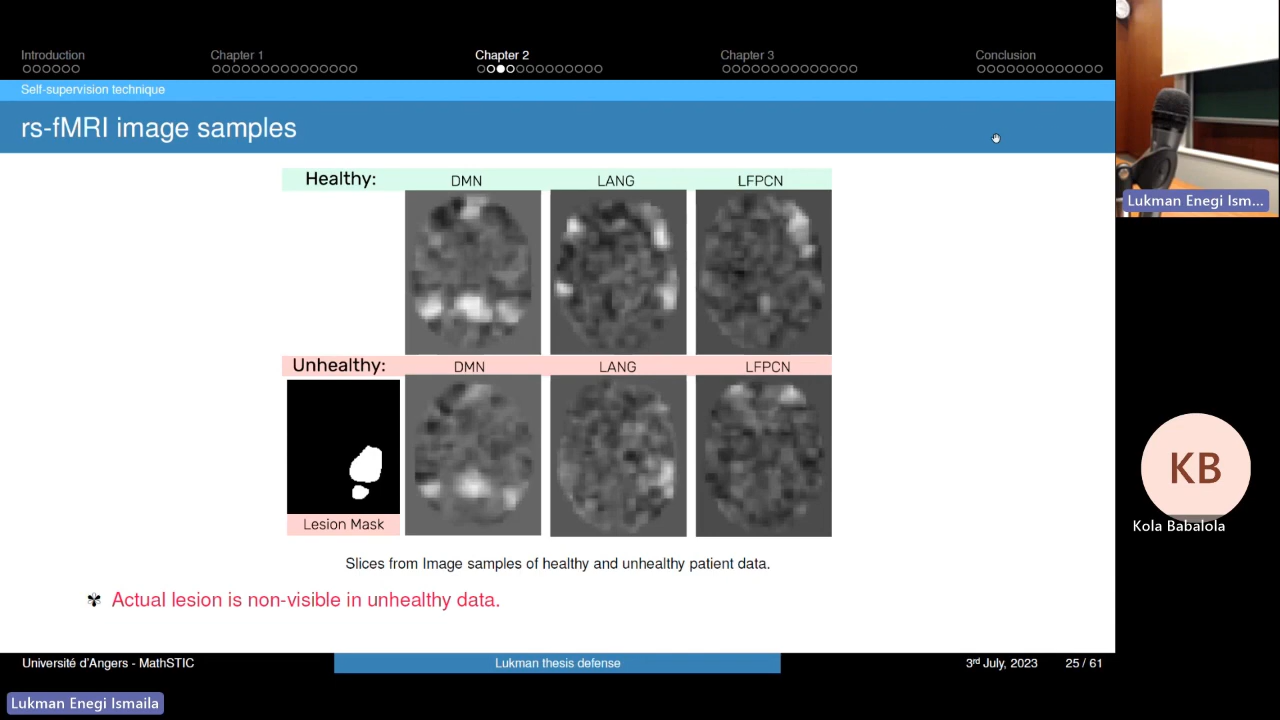 Introduction Chapter 1 Chapter 2 Chapter 3 Conclusion
Self-supervision technique
rs-fMRI image samples
Healthy: DMN LANG LFPCN
Unhealthy: DMN LANG LFPCN
Lesion Mask
Slices from Image samples of healthy and unhealthy patient data.
Actual lesion is non-visible in unhealthy data.
Université d'Angers - MathSTIC Lukman thesis defense 3rd July, 2023 25 / 61
Lukman Enegi Ismaila
Lukman Enegi Ism...
KB
Kola Babalola